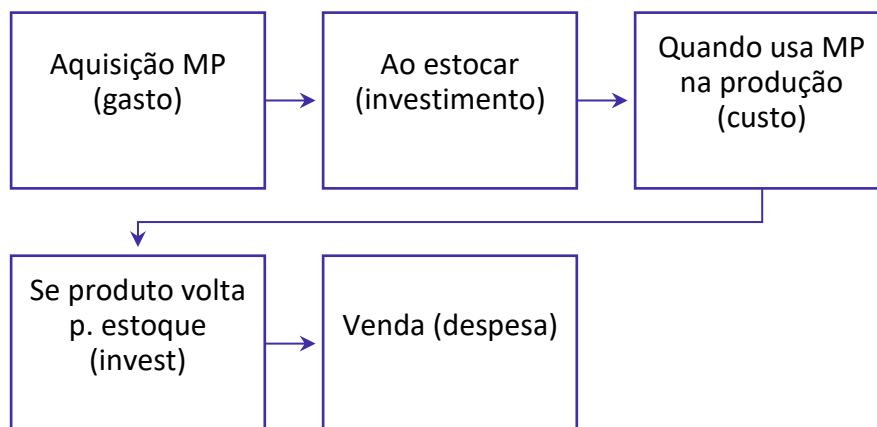 Aquisição MP
(gasto)
Ao estocar
(investimento)
Quando usa MP
na produção
(custo)
Se produto volta
p. estoque
(invest)
Venda (despesa)